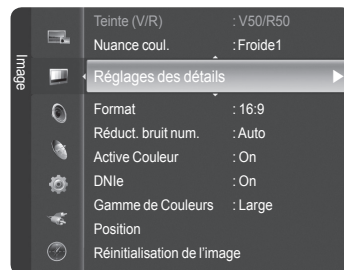 Image
Teinte (V/R) : V50/R50
Nuance coul. : Froide1
Réglages des détails
Format : 16:9
Réduct. bruit num. : Auto
Active Couleur : On
DNIe : On
Gamme de Couleurs : Large
Position
Réinitialisation de l'image